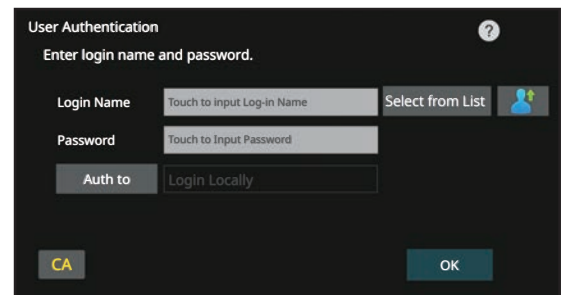 User Authentication
?
Enter login name and password.
Login Name Touch to input Log-in Name Select from List
Password Touch to Input Password
Auth to Login Locally
CA OK